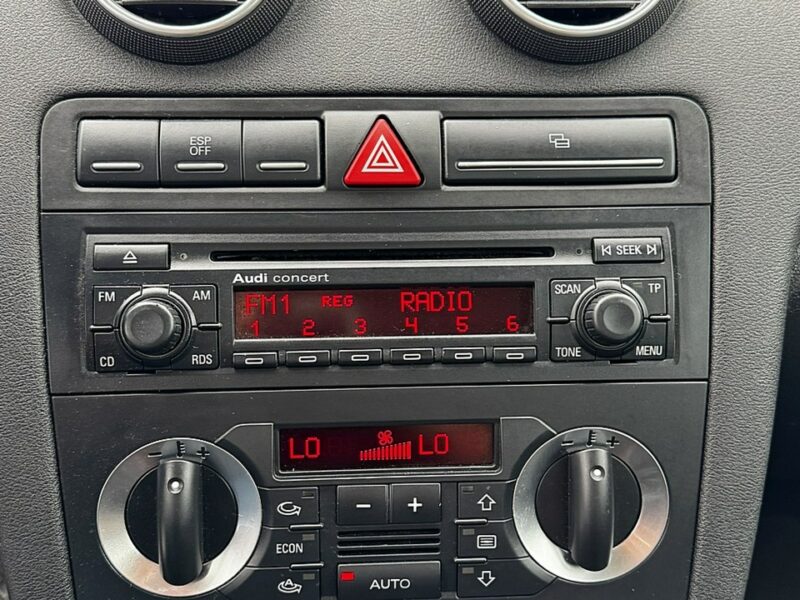 ESP
OFF
SEEK
Audi concert
FM AM
FM1 REG RADIO
1 2 3 4 5 6
CD RDS
SCAN TP
TONE MENU
LO LO
- +
- +
- +
ECON
AUTO